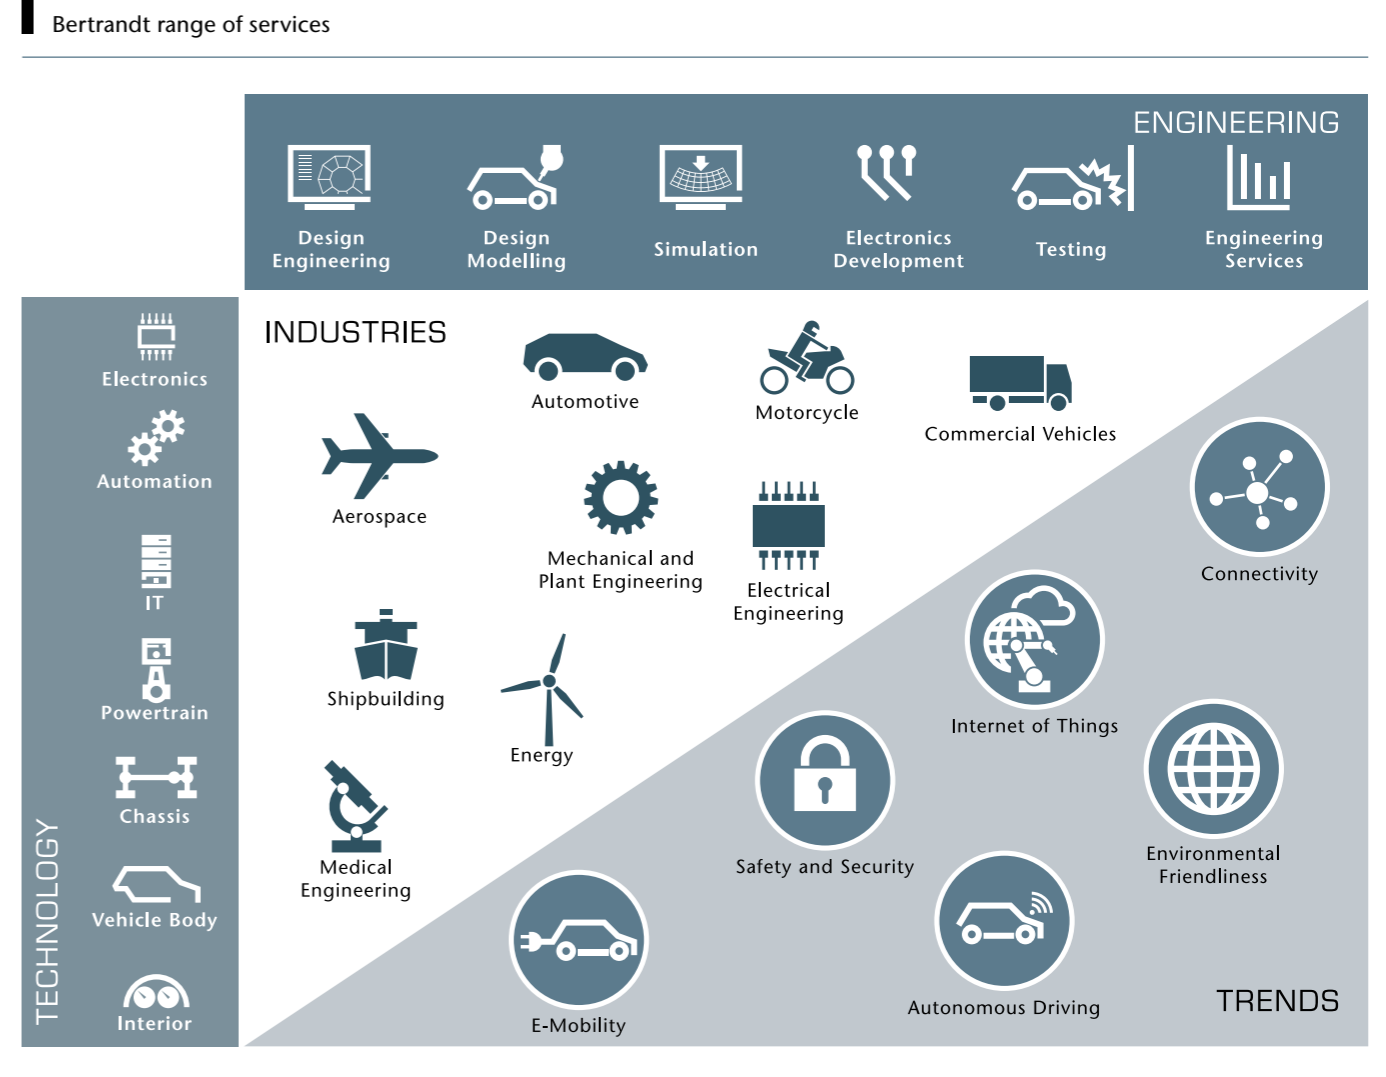 Bertrandt range of services
ENGINEERING
Design
Engineering
Design
Modelling
Simulation
Electronics
Development
Testing
Engineering
Services
TECHNOLOGY
Electronics
Automation
IT
Powertrain
Chassis
Vehicle Body
Interior
INDUSTRIES
Automotive
Motorcycle
Commercial Vehicles
Aerospace
Mechanical and
Plant Engineering
Electrical
Engineering
Shipbuilding
Energy
Medical
Engineering
Connectivity
Internet of Things
Safety and Security
Environmental
Friendliness
Autonomous Driving
E-Mobility
TRENDS